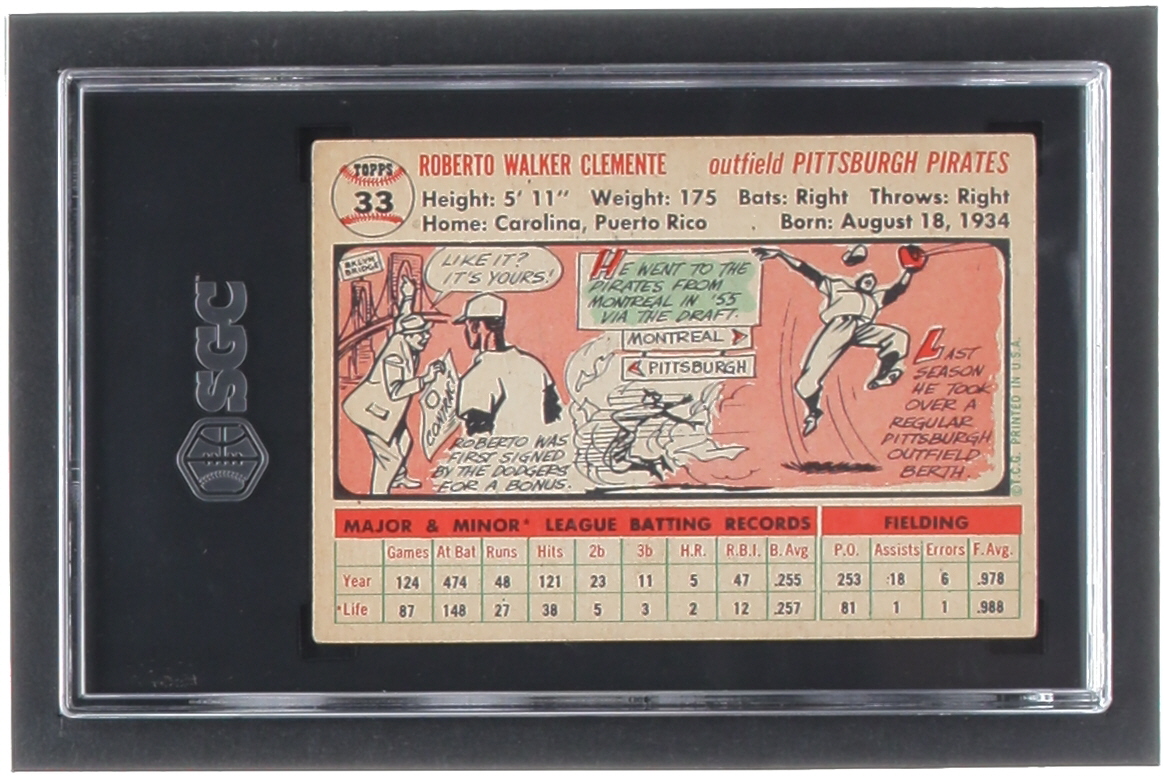 SGC
TOPPS
33
ROBERTO WALKER CLEMENTE outfield PITTSBURGH PIRATES
Height: 5' 11" Weight: 175 Bats: Right Throws: Right
Home: Carolina, Puerto Rico Born: August 18, 1934
BKLYN
BRIDGE
LIKE IT?
IT'S YOURS!
CONTRACT
ROBERTO WAS
FIRST SIGNED
BY THE DODGERS
FOR A BONUS.
HE WENT TO THE
PIRATES FROM
MONTREAL IN '55
VIA THE DRAFT.
MONTREAL
PITTSBURGH
LAST
SEASON
HE TOOK
OVER A
REGULAR
PITTSBURGH
OUTFIELD
BERTH.
©T.C.G. PRINTED IN U.S.A.
MAJOR & MINOR* LEAGUE BATTING RECORDS FIELDING
Games At Bat Runs Hits 2b 3b H.R. R.B.I. B. Avg P.O. Assists Errors F. Avg.
Year 124 474 48 121 23 11 5 47 .255 253 18 6 .978
*Life 87 148 27 38 5 3 2 12 .257 81 1 1 .988